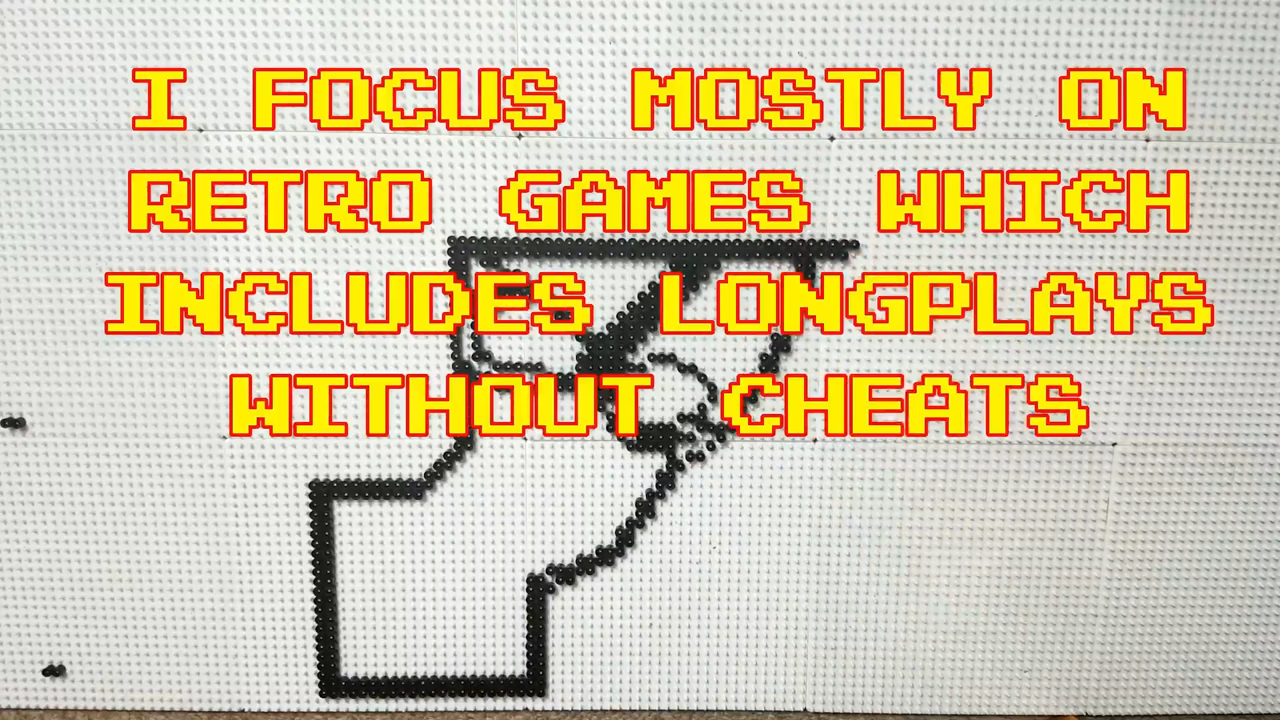 I FOCUS MOSTLY ON
RETRO GAMES WHICH
INCLUDES LONGPLAYS
WITHOUT CHEATS